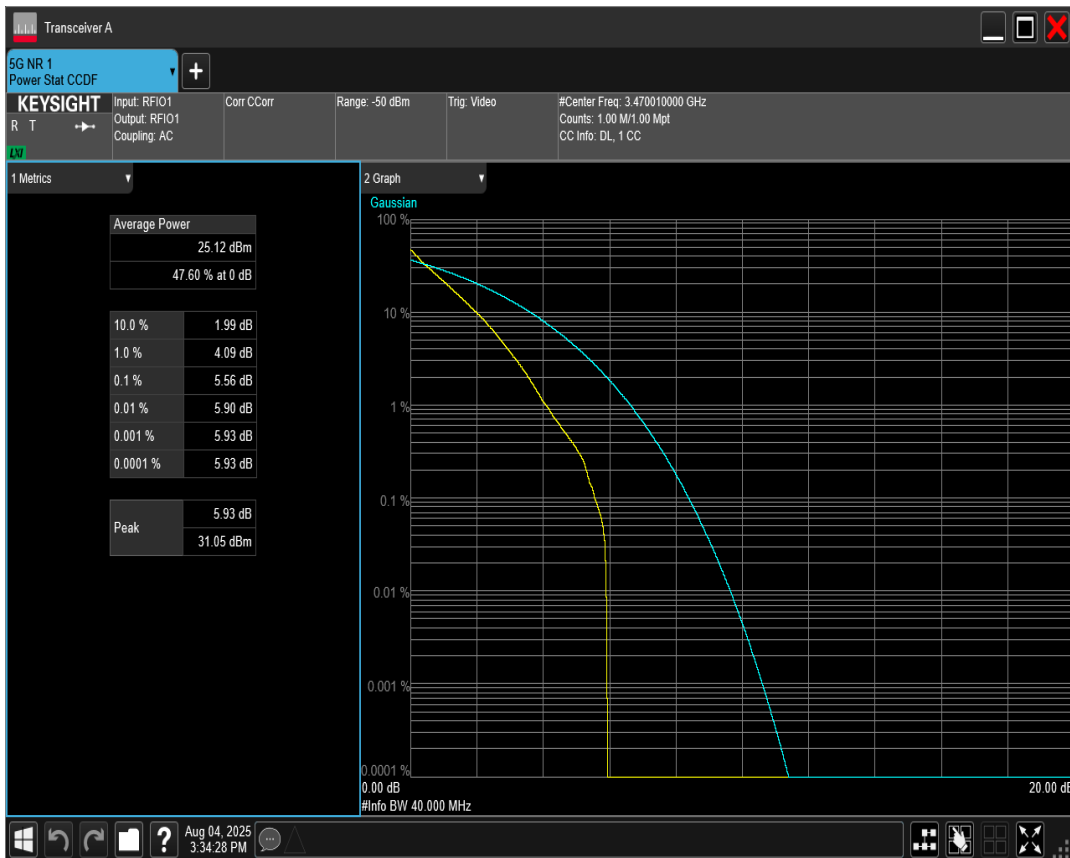 Transceiver A
5G NR 1
Power Stat CCDF
KEYSIGHT
R T
LXI
Input: RFIO1
Output: RFIO1
Coupling: AC
Corr CCorr
Range: -50 dBm
Trig: Video
#Center Freq: 3.470010000 GHz
Counts: 1.00 M/1.00 Mpt
CC Info: DL, 1 CC
1 Metrics
Average Power
25.12 dBm
47.60 % at 0 dB
10.0 % 1.99 dB
1.0 % 4.09 dB
0.1 % 5.56 dB
0.01 % 5.90 dB
0.001 % 5.93 dB
0.0001 % 5.93 dB
Peak
5.93 dB
31.05 dBm
2 Graph
Gaussian
100 %
10 %
1 %
0.1 %
0.01 %
0.001 %
0.0001 %
0.00 dB
20.00 dB
#Info BW 40.000 MHz
?
Aug 04, 2025
3:34:28 PM